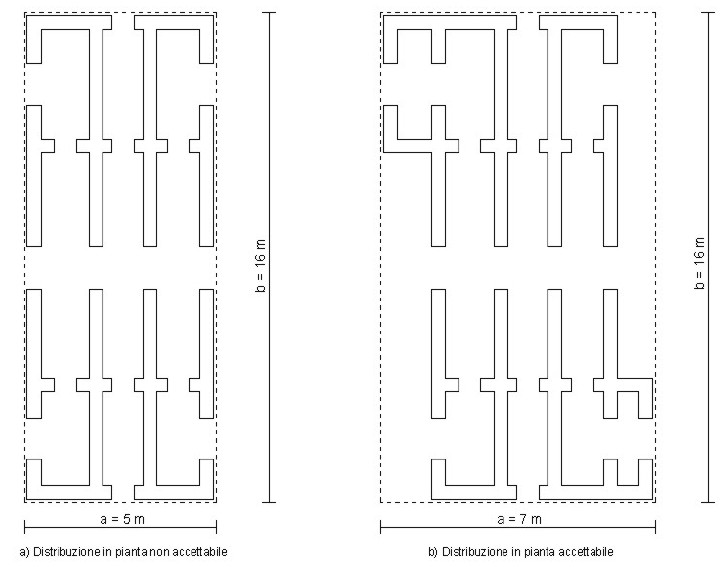 b = 16 m
b = 16 m
a = 5 m
a = 7 m
a) Distribuzione in pianta non accettabile
b) Distribuzione in pianta accettabile